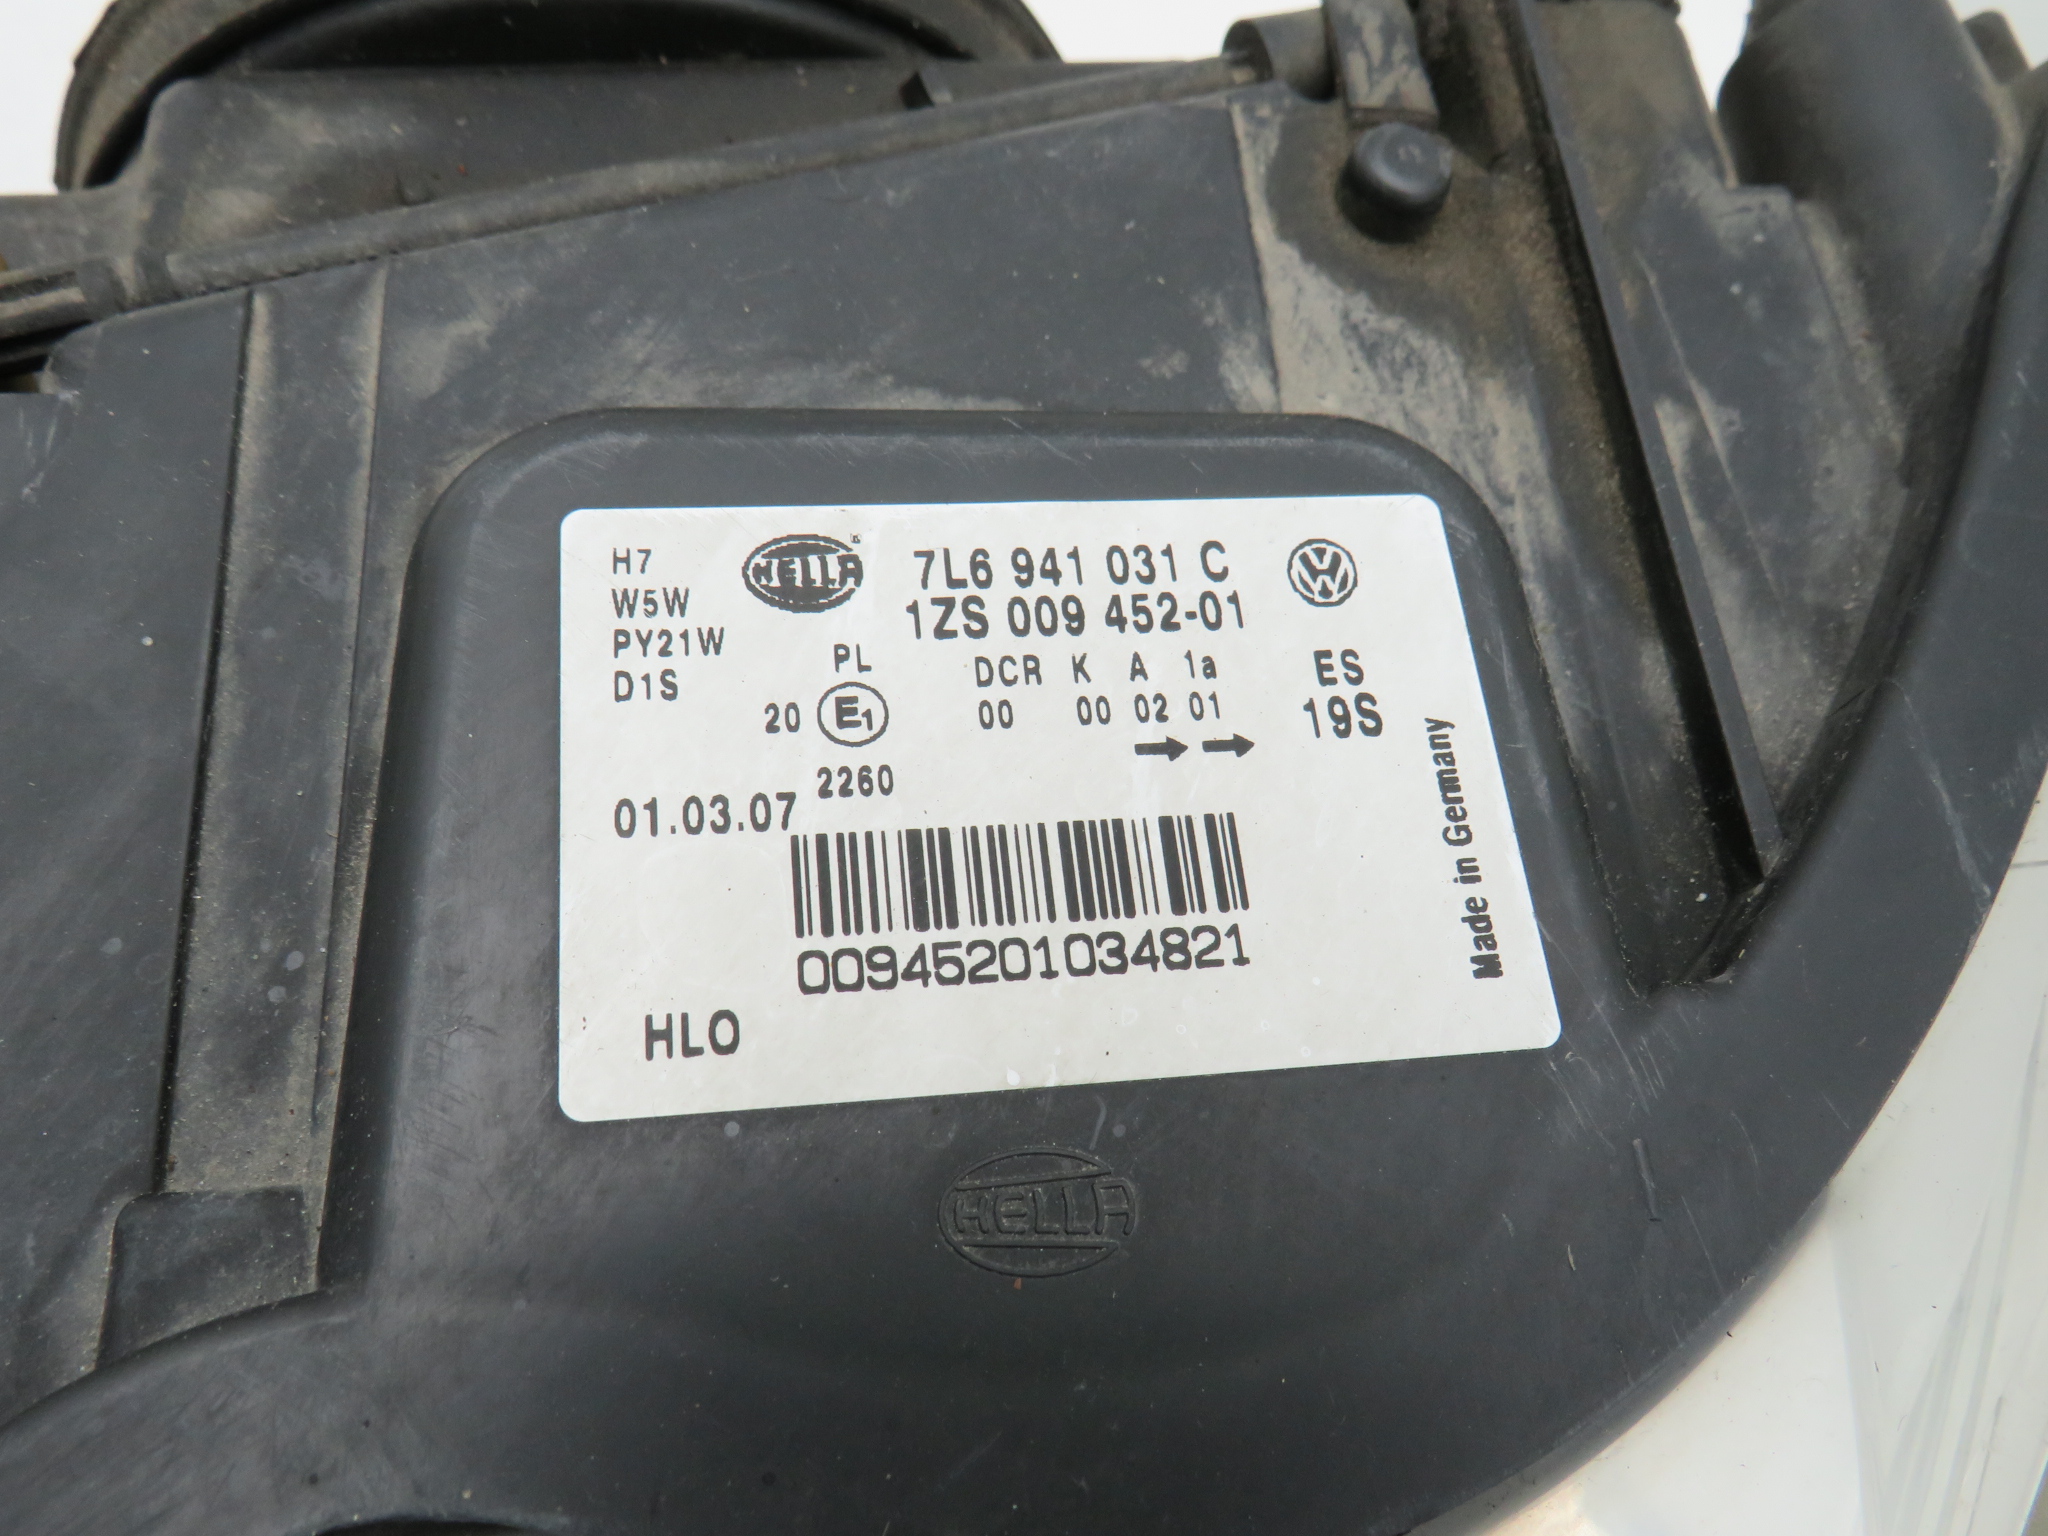 H7
W5W
PY21W
D1S
HELLA
7L6 941 031 C
1ZS 009 452-01
VW
PL
20 E1
2260
DCR K A 1a
00 00 02 01
ES
19S
01.03.07
00945201034821
HLO
Made in Germany
HELLA